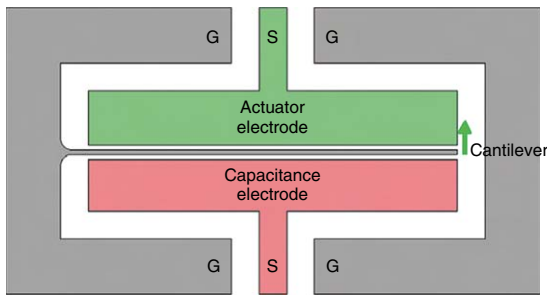 G S G
Actuator
electrode
Cantilever
Capacitance
electrode
G S G